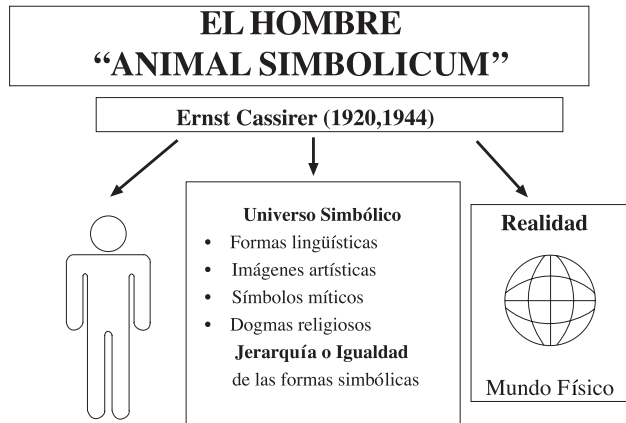 EL HOMBRE
“ANIMAL SIMBOLICUM”
Ernst Cassirer (1920,1944)
Universo Simbólico
• Formas lingüísticas
• Imágenes artísticas
• Símbolos míticos
• Dogmas religiosos
Jerarquía o Igualdad
de las formas simbólicas
Realidad
Mundo Físico